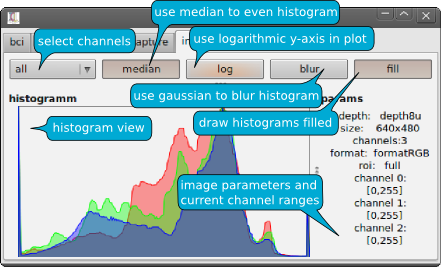 use median to even histogram
bci
select channels
apture
in
use logarithmic y-axis in plot
all
median
log
blur
fill
use gaussian to blur histogram
histogramm
params
draw histograms filled
depth: depth8u
size: 640x480
channels:3
format: formatRGB
roi: full
channel 0:
[0,255]
channel 1:
[0,255]
channel 2:
[0,255]
histogram view
image parameters and
current channel ranges